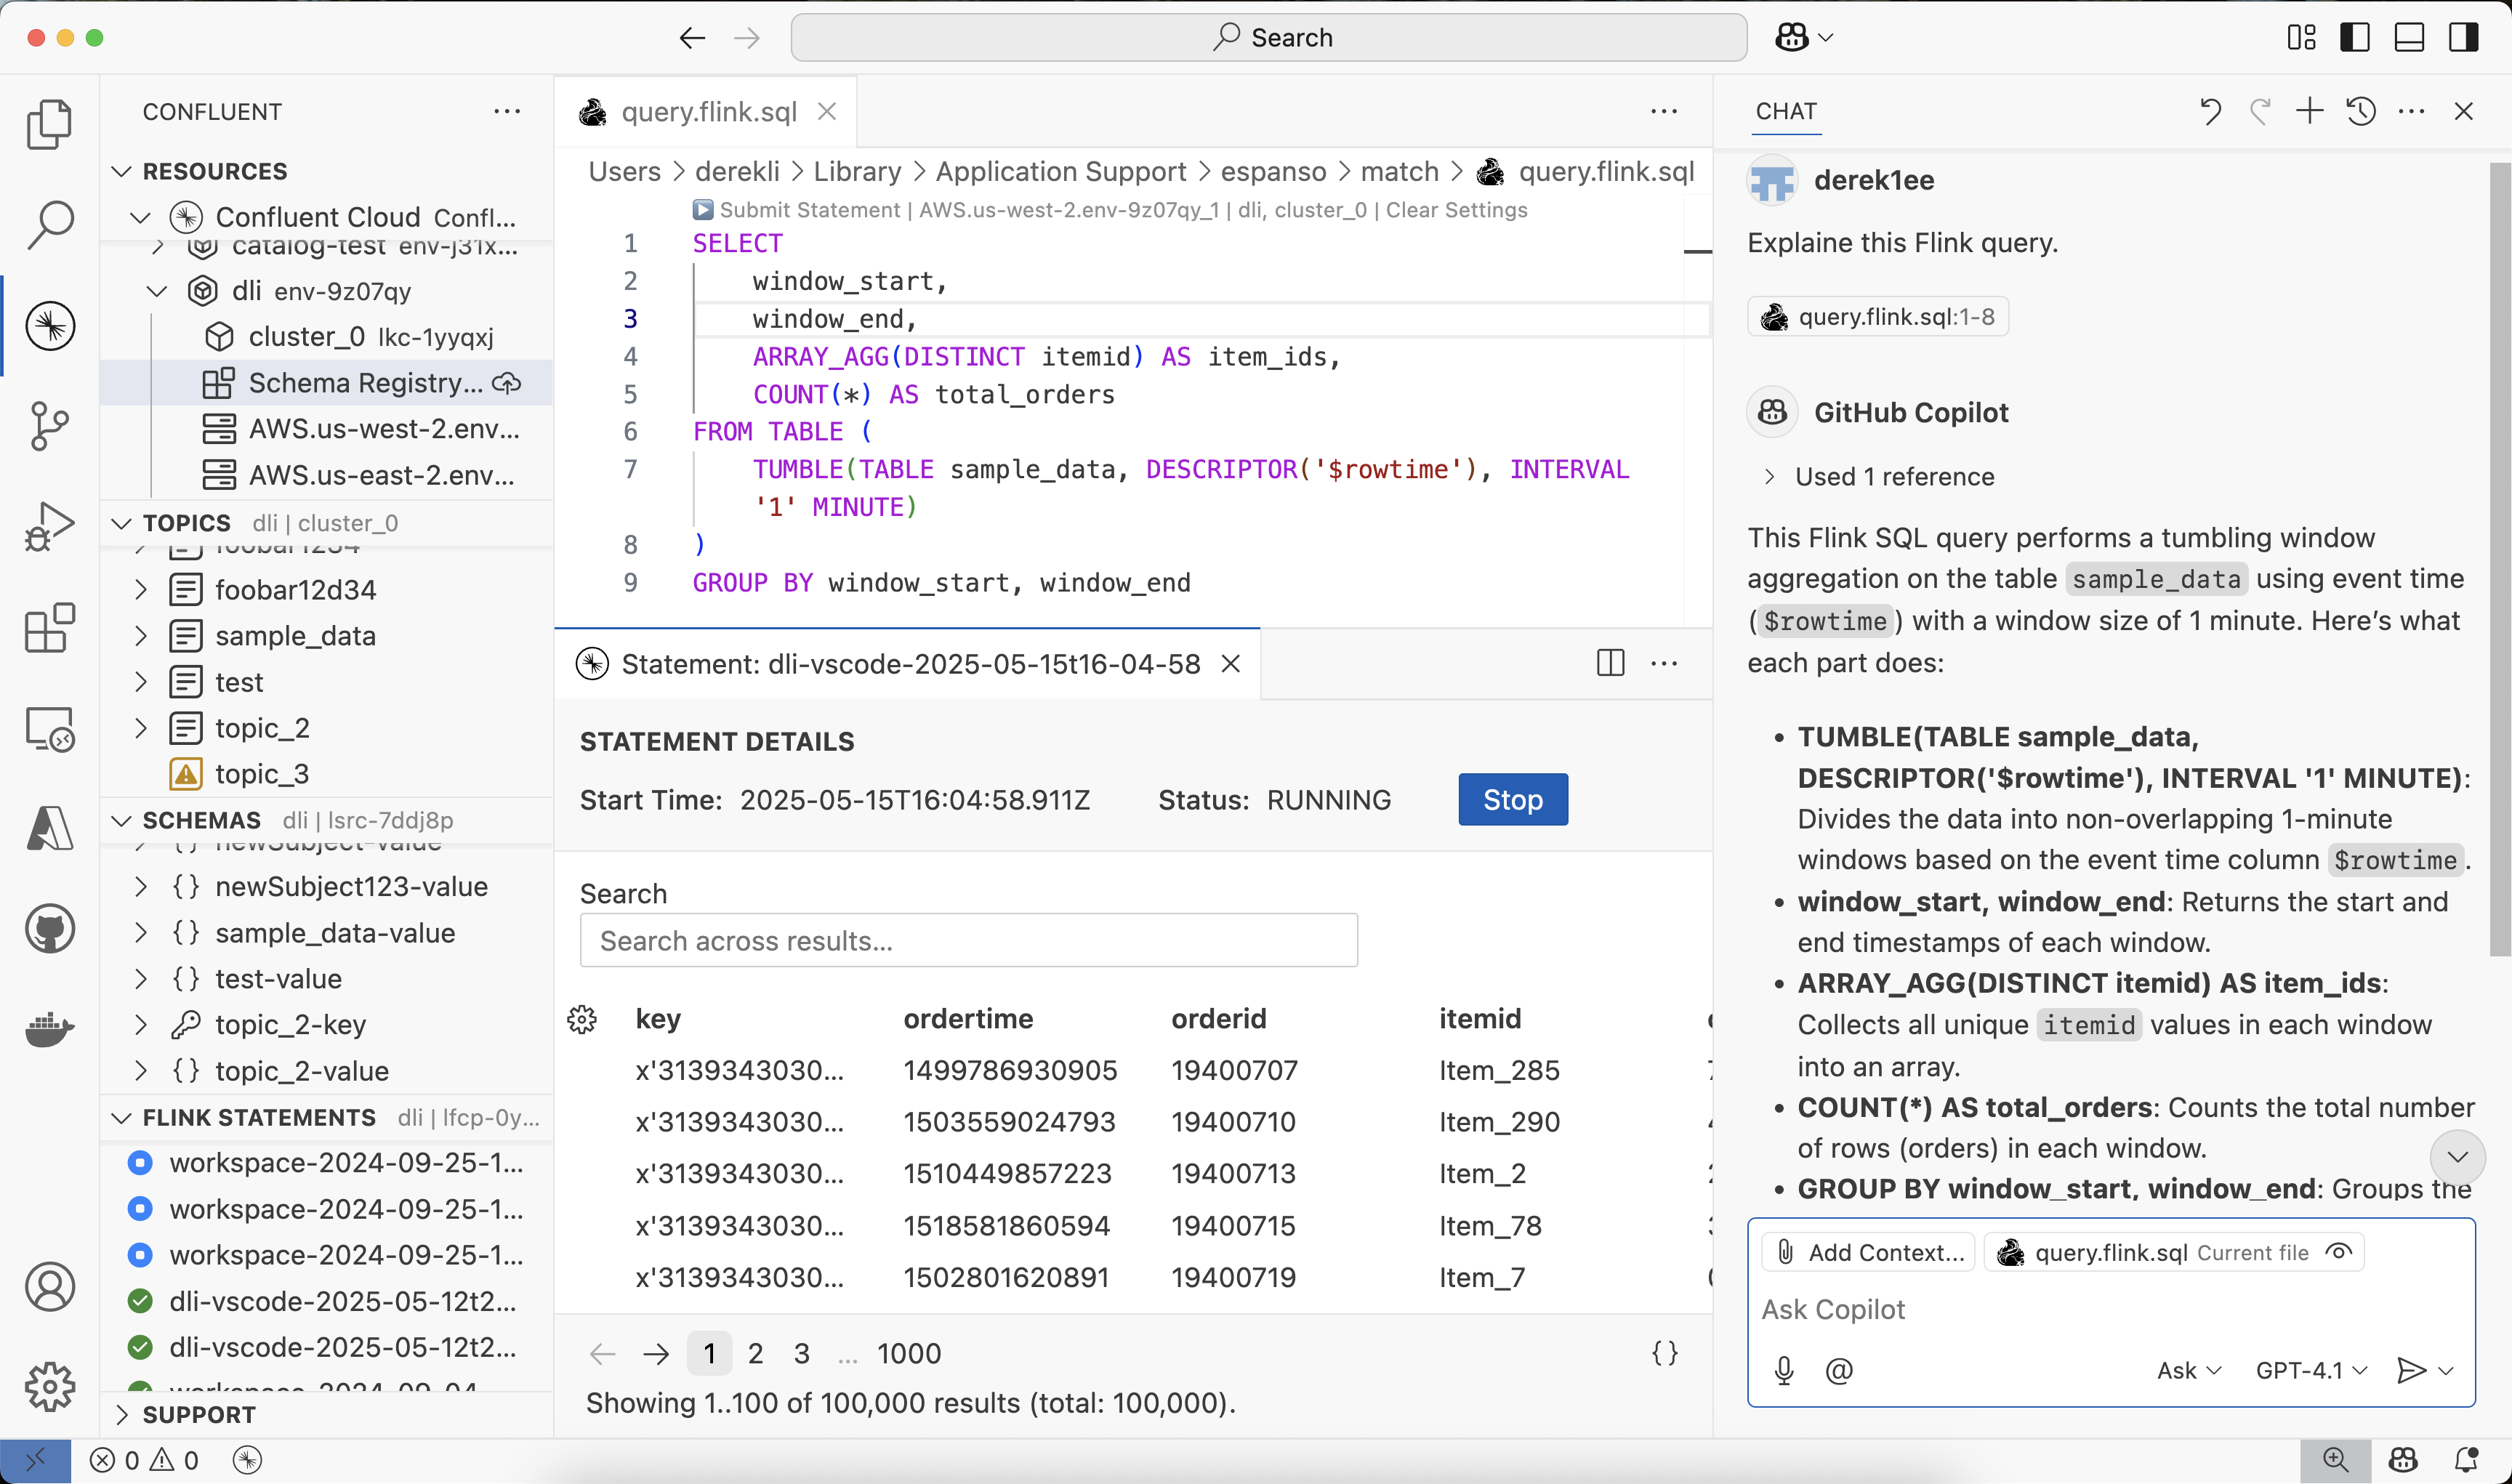 Search
CONFLUENT
RESOURCES
Confluent Cloud Confl...
catalog-test env-j31x...
dli env-9z07qy
cluster_0 lkc-1yyqxj
Schema Registry...
AWS.us-west-2.env...
AWS.us-east-2.env...
TOPICS dli | cluster_0
foobar1234
foobar12d34
sample_data
test
topic_2
topic_3
SCHEMAS dli | lsrc-7ddj8p
newSubject-value
newSubject123-value
sample_data-value
test-value
topic_2-key
topic_2-value
FLINK STATEMENTS dli | lfcp-0y...
workspace-2024-09-25-1...
workspace-2024-09-25-1...
workspace-2024-09-25-1...
dli-vscode-2025-05-12t2...
dli-vscode-2025-05-12t2...
SUPPORT
0 0
query.flink.sql
Users > derekli > Library > Application Support > espanso > match > query.flink.sql
Submit Statement | AWS.us-west-2.env-9z07qy_1 | dli, cluster_0 | Clear Settings
1 SELECT
2 window_start,
3 window_end,
4 ARRAY_AGG(DISTINCT itemid) AS item_ids,
5 COUNT(*) AS total_orders
6 FROM TABLE (
7 TUMBLE(TABLE sample_data, DESCRIPTOR('$rowtime'), INTERVAL
'1' MINUTE)
8 )
9 GROUP BY window_start, window_end
Statement: dli-vscode-2025-05-15t16-04-58
STATEMENT DETAILS
Start Time: 2025-05-15T16:04:58.911Z Status: RUNNING Stop
Search
Search across results...
key ordertime orderid itemid
x'3139343030... 1499786930905 19400707 Item_285
x'3139343030... 1503559024793 19400710 Item_290
x'3139343030... 1510449857223 19400713 Item_2
x'3139343030... 1518581860594 19400715 Item_78
x'3139343030... 1502801620891 19400719 Item_7
1 2 3 ... 1000 {}
Showing 1..100 of 100,000 results (total: 100,000).
CHAT
derek1ee
Explaine this Flink query.
query.flink.sql:1-8
GitHub Copilot
Used 1 reference
This Flink SQL query performs a tumbling window
aggregation on the table sample_data using event time
($rowtime) with a window size of 1 minute. Here’s what
each part does:
• TUMBLE(TABLE sample_data,
DESCRIPTOR('$rowtime'), INTERVAL '1' MINUTE):
Divides the data into non-overlapping 1-minute
windows based on the event time column $rowtime.
• window_start, window_end: Returns the start and
end timestamps of each window.
• ARRAY_AGG(DISTINCT itemid) AS item_ids:
Collects all unique itemid values in each window
into an array.
• COUNT(*) AS total_orders: Counts the total number
of rows (orders) in each window.
• GROUP BY window_start, window_end: Groups the
Add Context... query.flink.sql Current file
Ask Copilot
@ Ask GPT-4.1